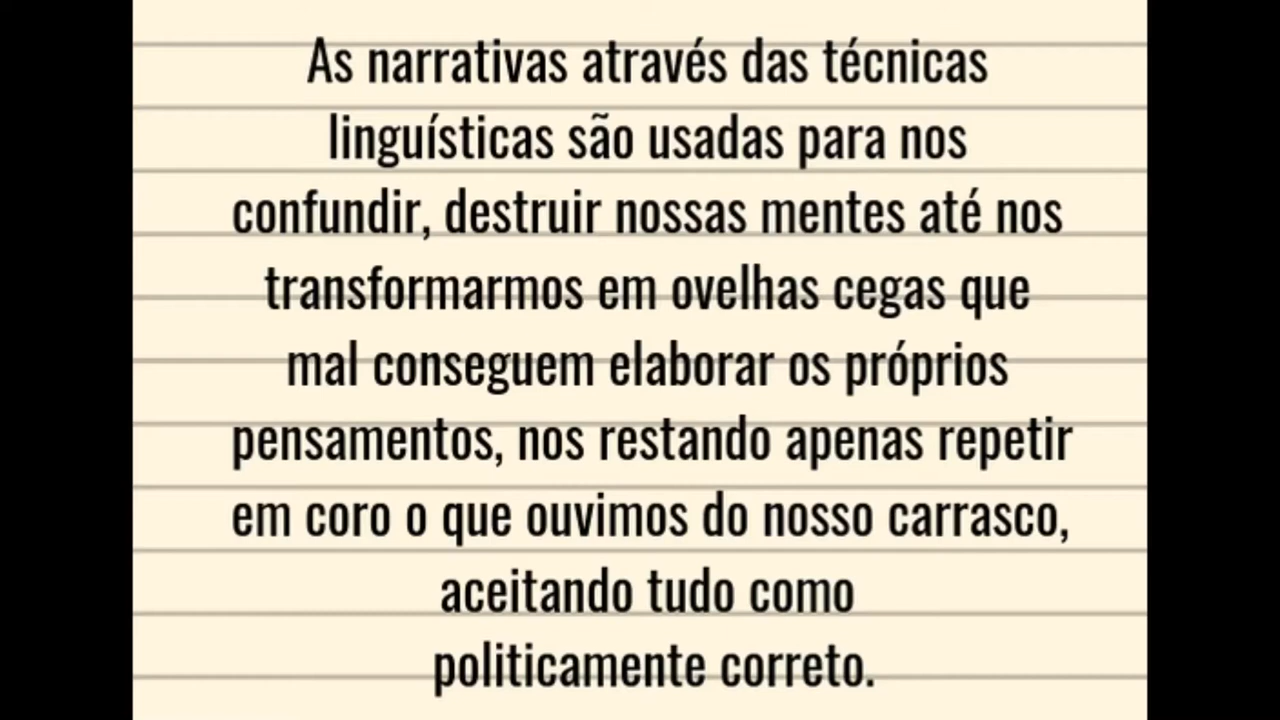 As narrativas através das técnicas
linguísticas são usadas para nos
confundir, destruir nossas mentes até nos
transformarmos em ovelhas cegas que
mal conseguem elaborar os próprios
pensamentos, nos restando apenas repetir
em coro o que ouvimos do nosso carrasco,
aceitando tudo como
politicamente correto.